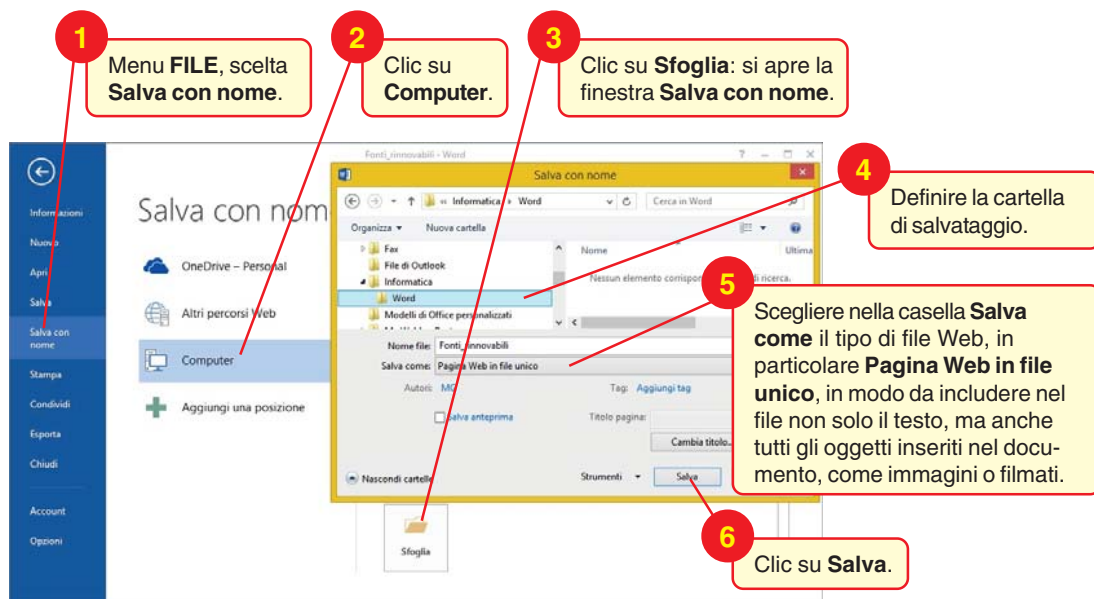 1
Menu FILE, scelta
Salva con nome.
2
Clic su
Computer.
3
Clic su Sfoglia: si apre la
finestra Salva con nome.
Fonti_rinnovabili - Word
Salva con nome
4
Definire la cartella
di salvataggio.
Informazioni
Nuovo
Apri
Salva
Salva con
nome
Stampa
Condividi
Esporta
Chiudi
Account
Opzioni
Salva con nom
OneDrive – Personal
Altri percorsi Web
Computer
Aggiungi una posizione
« Informatica Word
Cerca in Word
Organizza
Nuova cartella
Fax
File di Outlook
Informatica
Word
Modelli di Office personalizzati
Nome
Ultima
Nessun elemento corrispon
di ricerca.
Nome file: Fonti_rinnovabili
Salva come: Pagina Web in file unico
Autori: MC
Tag: Aggiungi tag
Salva anteprima
Titolo pagina:
Cambia titolo..
Nascondi cartelle
Strumenti
Salva
Sfoglia
5
Scegliere nella casella Salva
come il tipo di file Web, in
particolare Pagina Web in file
unico, in modo da includere nel
file non solo il testo, ma anche
tutti gli oggetti inseriti nel docu-
mento, come immagini o filmati.
6
Clic su Salva.